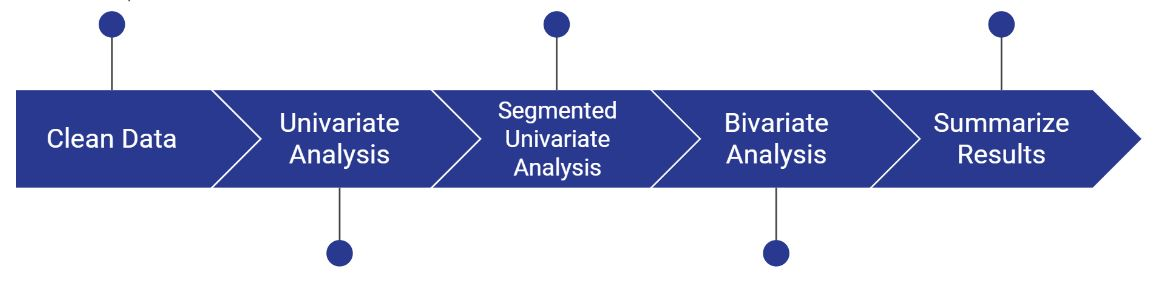 Clean Data
Univariate
Analysis
Segmented
Univariate
Analysis
Bivariate
Analysis
Summarize
Results